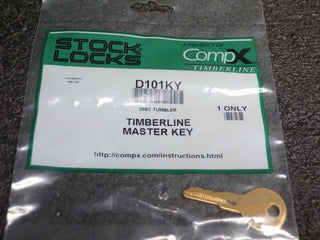 STOCK LOCKS
A PRODUCT OF
CompX
TIMBERLINE
D101KY
DISC TUMBLER
1 ONLY
TIMBERLINE
MASTER KEY
http://compx.com/instructions.html